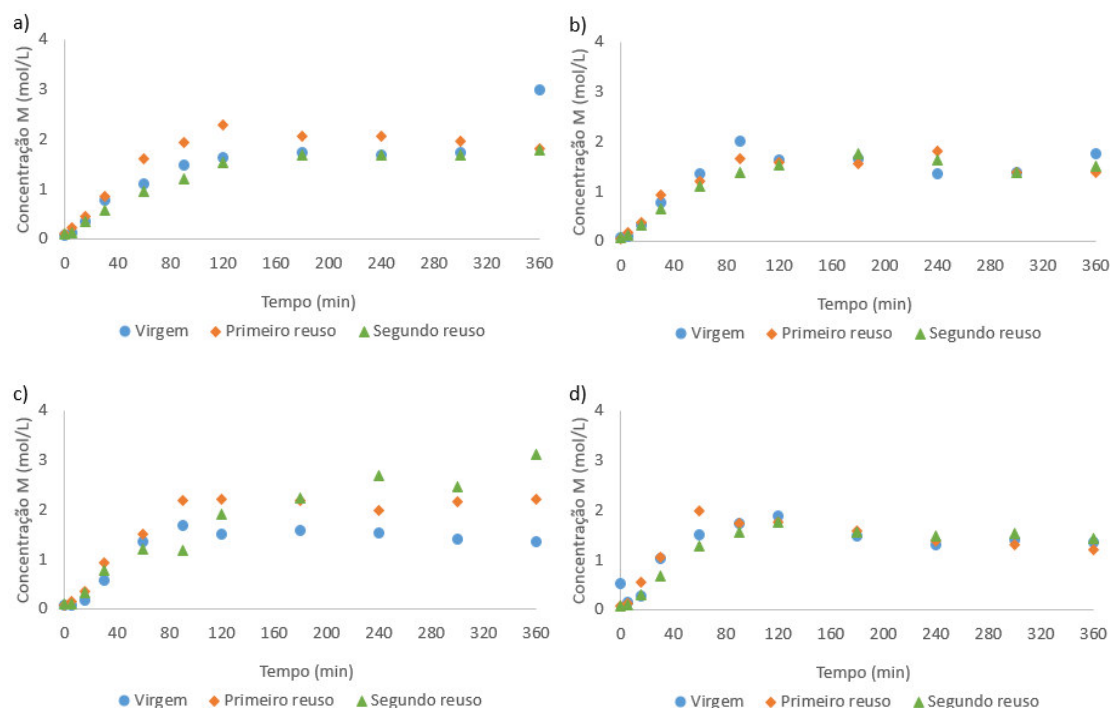 a)
Concentração M (mol/L)
4
3
2
1
0
0 40 80 120 160 200 240 280 320 360
Tempo (min)
Virgem Primeiro reuso Segundo reuso
b)
Concentração M (mol/L)
4
3
2
1
0
0 40 80 120 160 200 240 280 320 360
Tempo (min)
Virgem Primeiro reuso Segundo reuso
c)
Concentração M (mol/L)
4
3
2
1
0
0 40 80 120 160 200 240 280 320 360
Tempo (min)
Virgem Primeiro reuso Segundo reuso
d)
Concentração M (mol/L)
4
3
2
1
0
0 40 80 120 160 200 240 280 320 360
Tempo (min)
Virgem Primeiro reuso Segundo reuso